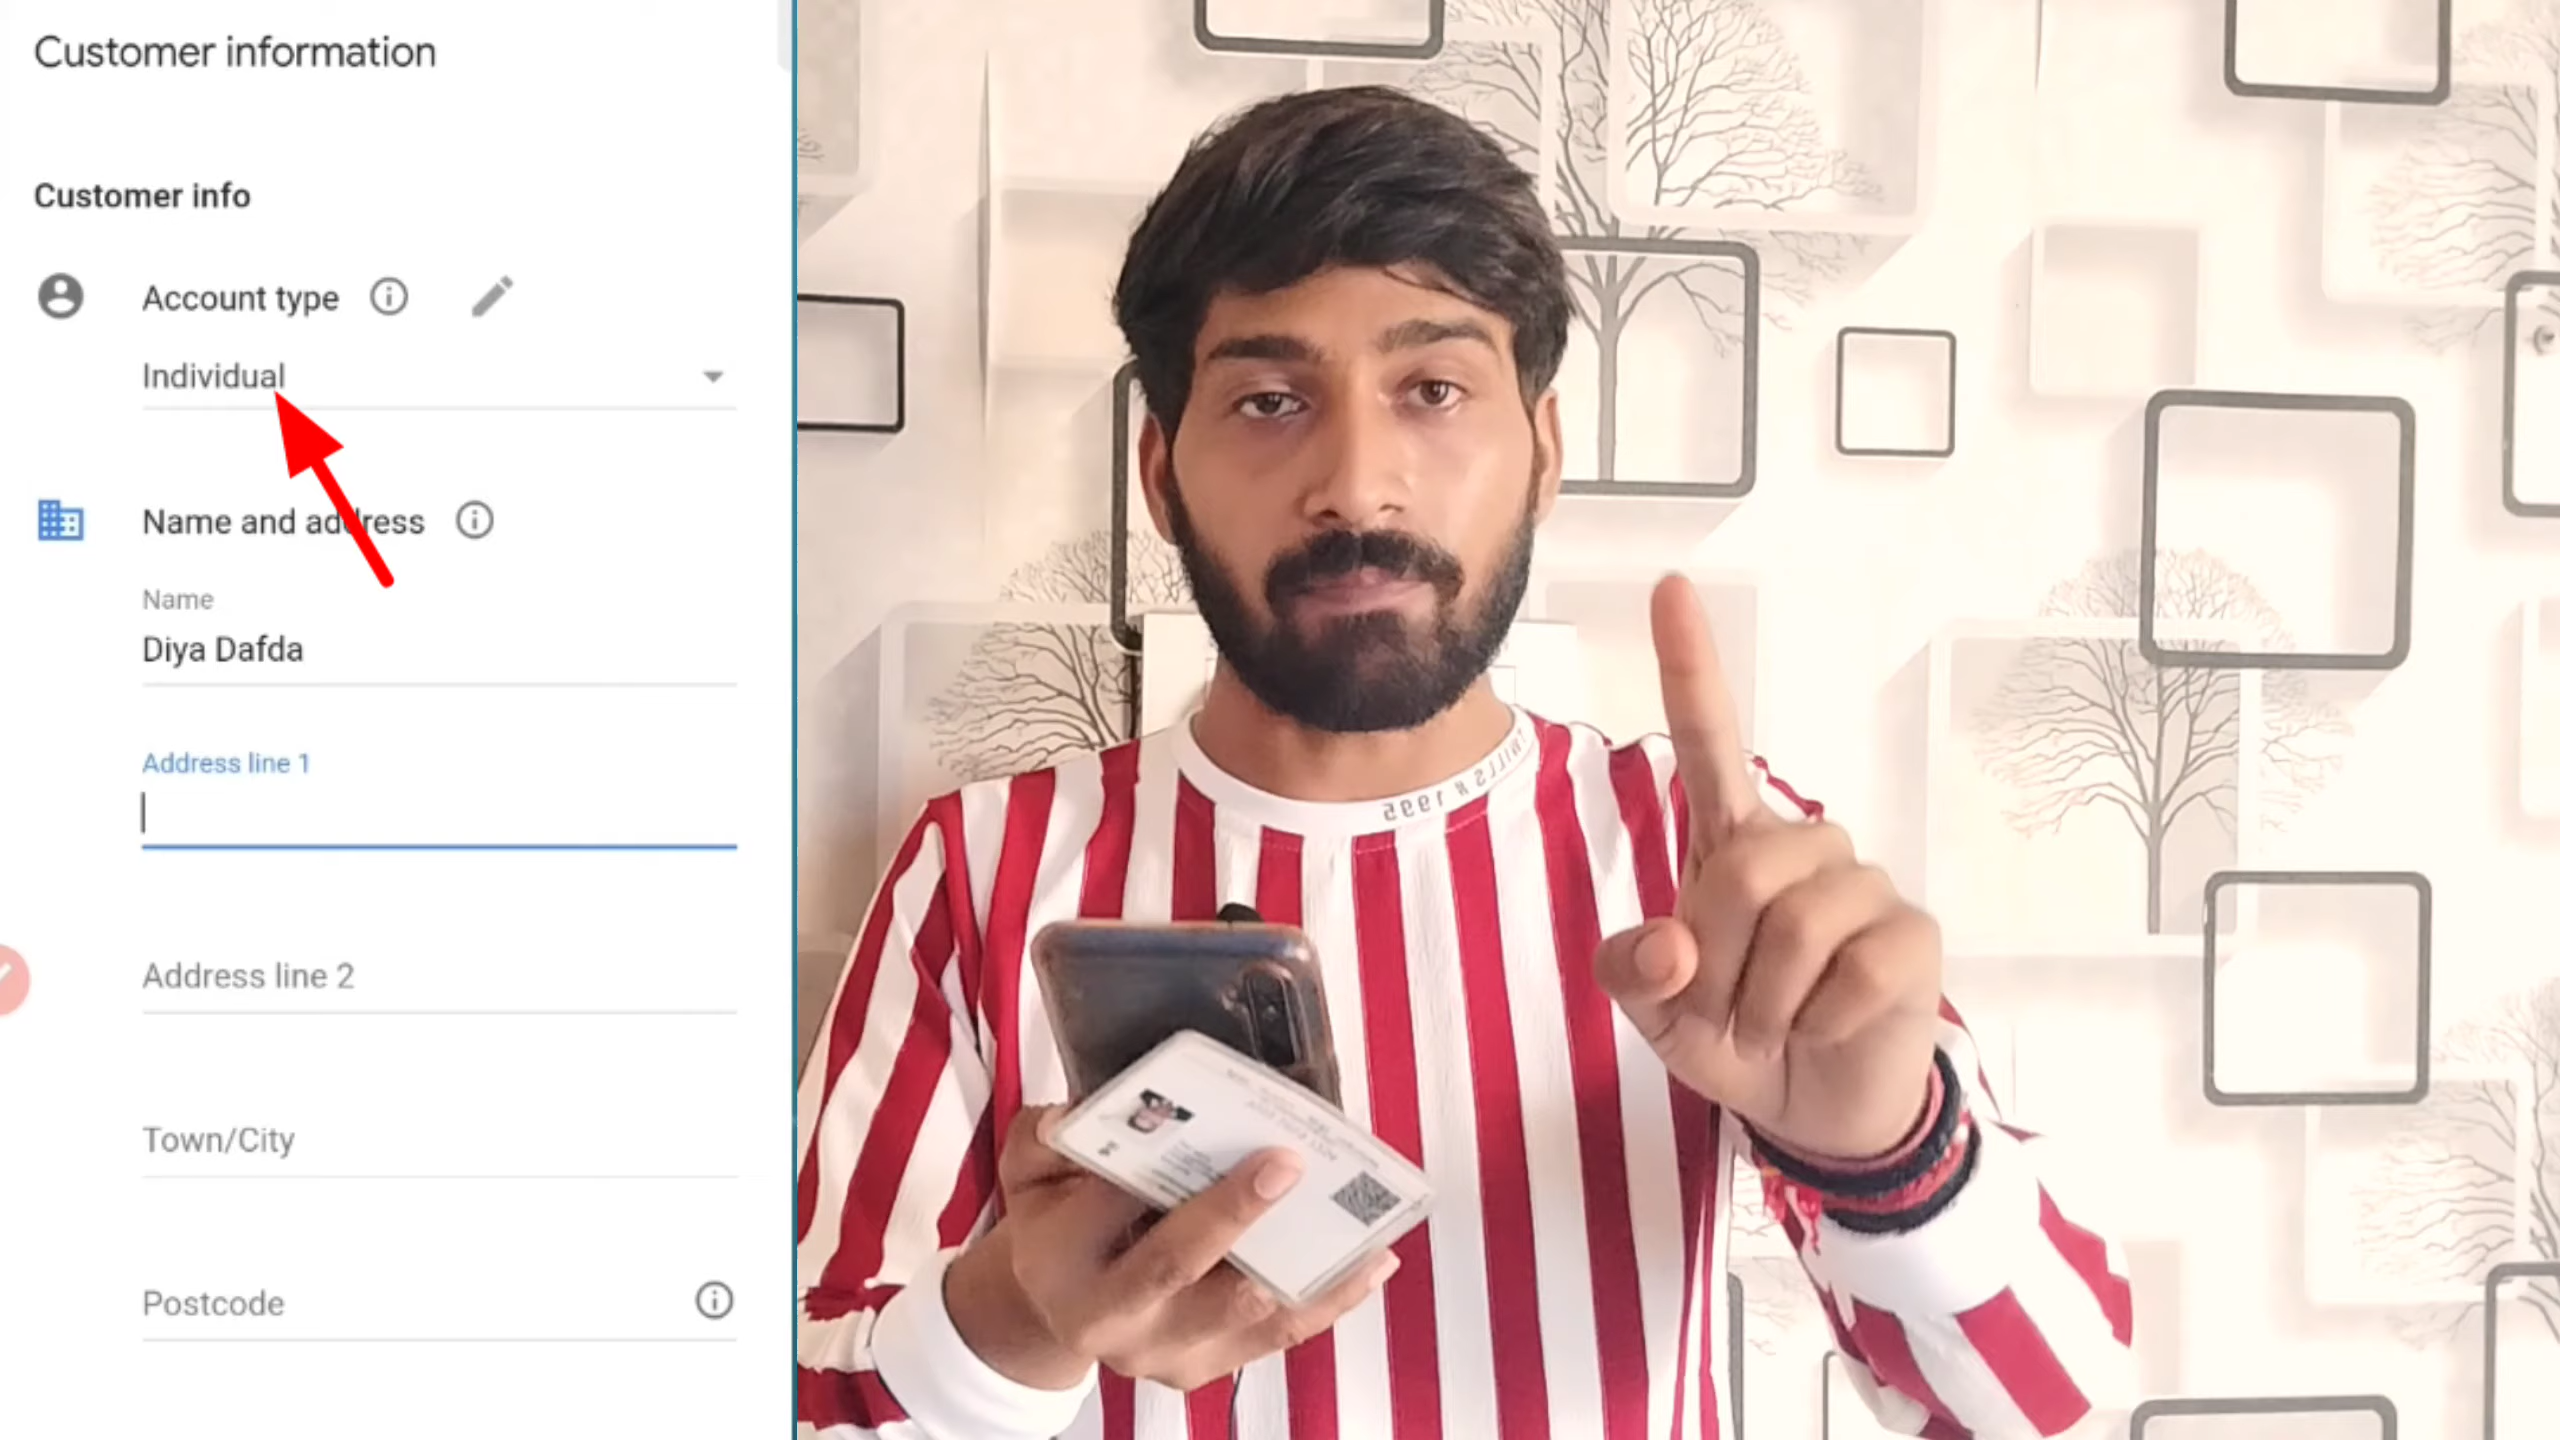 Customer information
Customer info
Account type
Individual
Name and address
Name
Diya Dafda
Address line 1
Address line 2
Town/City
Postcode
# 1995